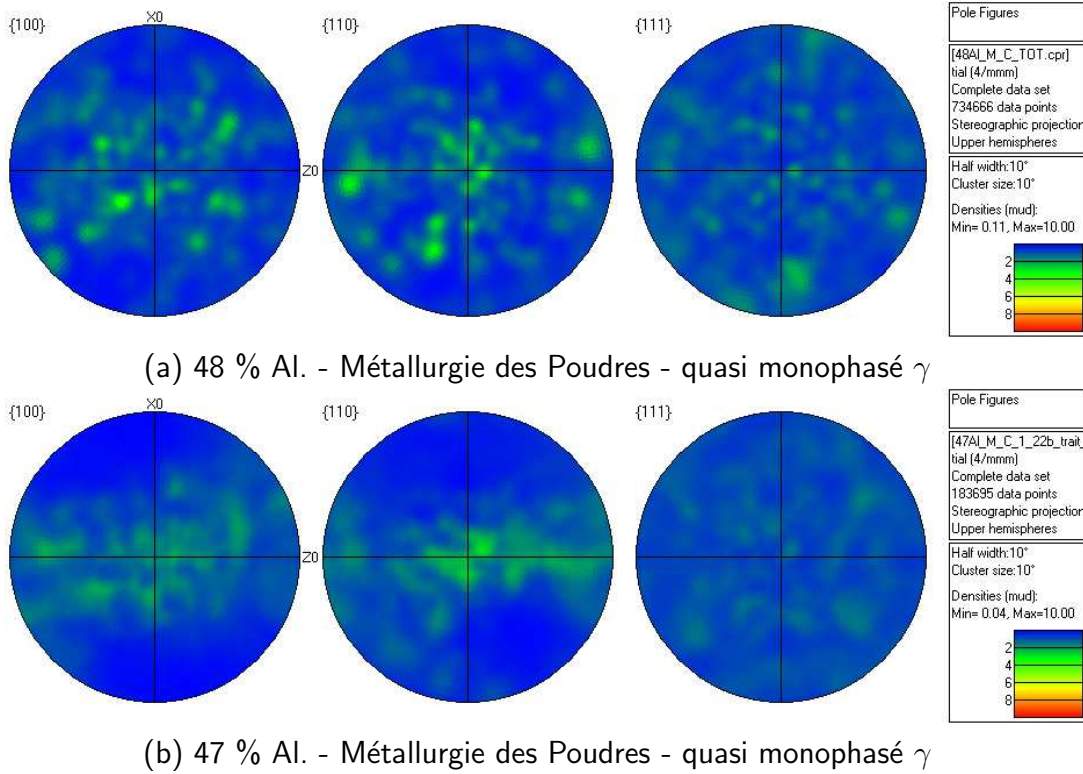 {100}
X0
{110}
{111}
Z0
Pole Figures
[48Al_M_C_TOT.cpr]
tial (4/mmm)
Complete data set
734666 data points
Stereographic projection
Upper hemispheres
Half width:10°
Cluster size:10°
Densities (mud):
Min= 0.11, Max=10.00
2
4
6
8
(a) 48 % Al. - Métallurgie des Poudres - quasi monophasé γ
{100}
X0
{110}
{111}
Z0
Pole Figures
[47Al_M_C_1_22b_trait_
tial (4/mmm)
Complete data set
183695 data points
Stereographic projection
Upper hemispheres
Half width:10°
Cluster size:10°
Densities (mud):
Min= 0.04, Max=10.00
2
4
6
8
(b) 47 % Al. - Métallurgie des Poudres - quasi monophasé γ